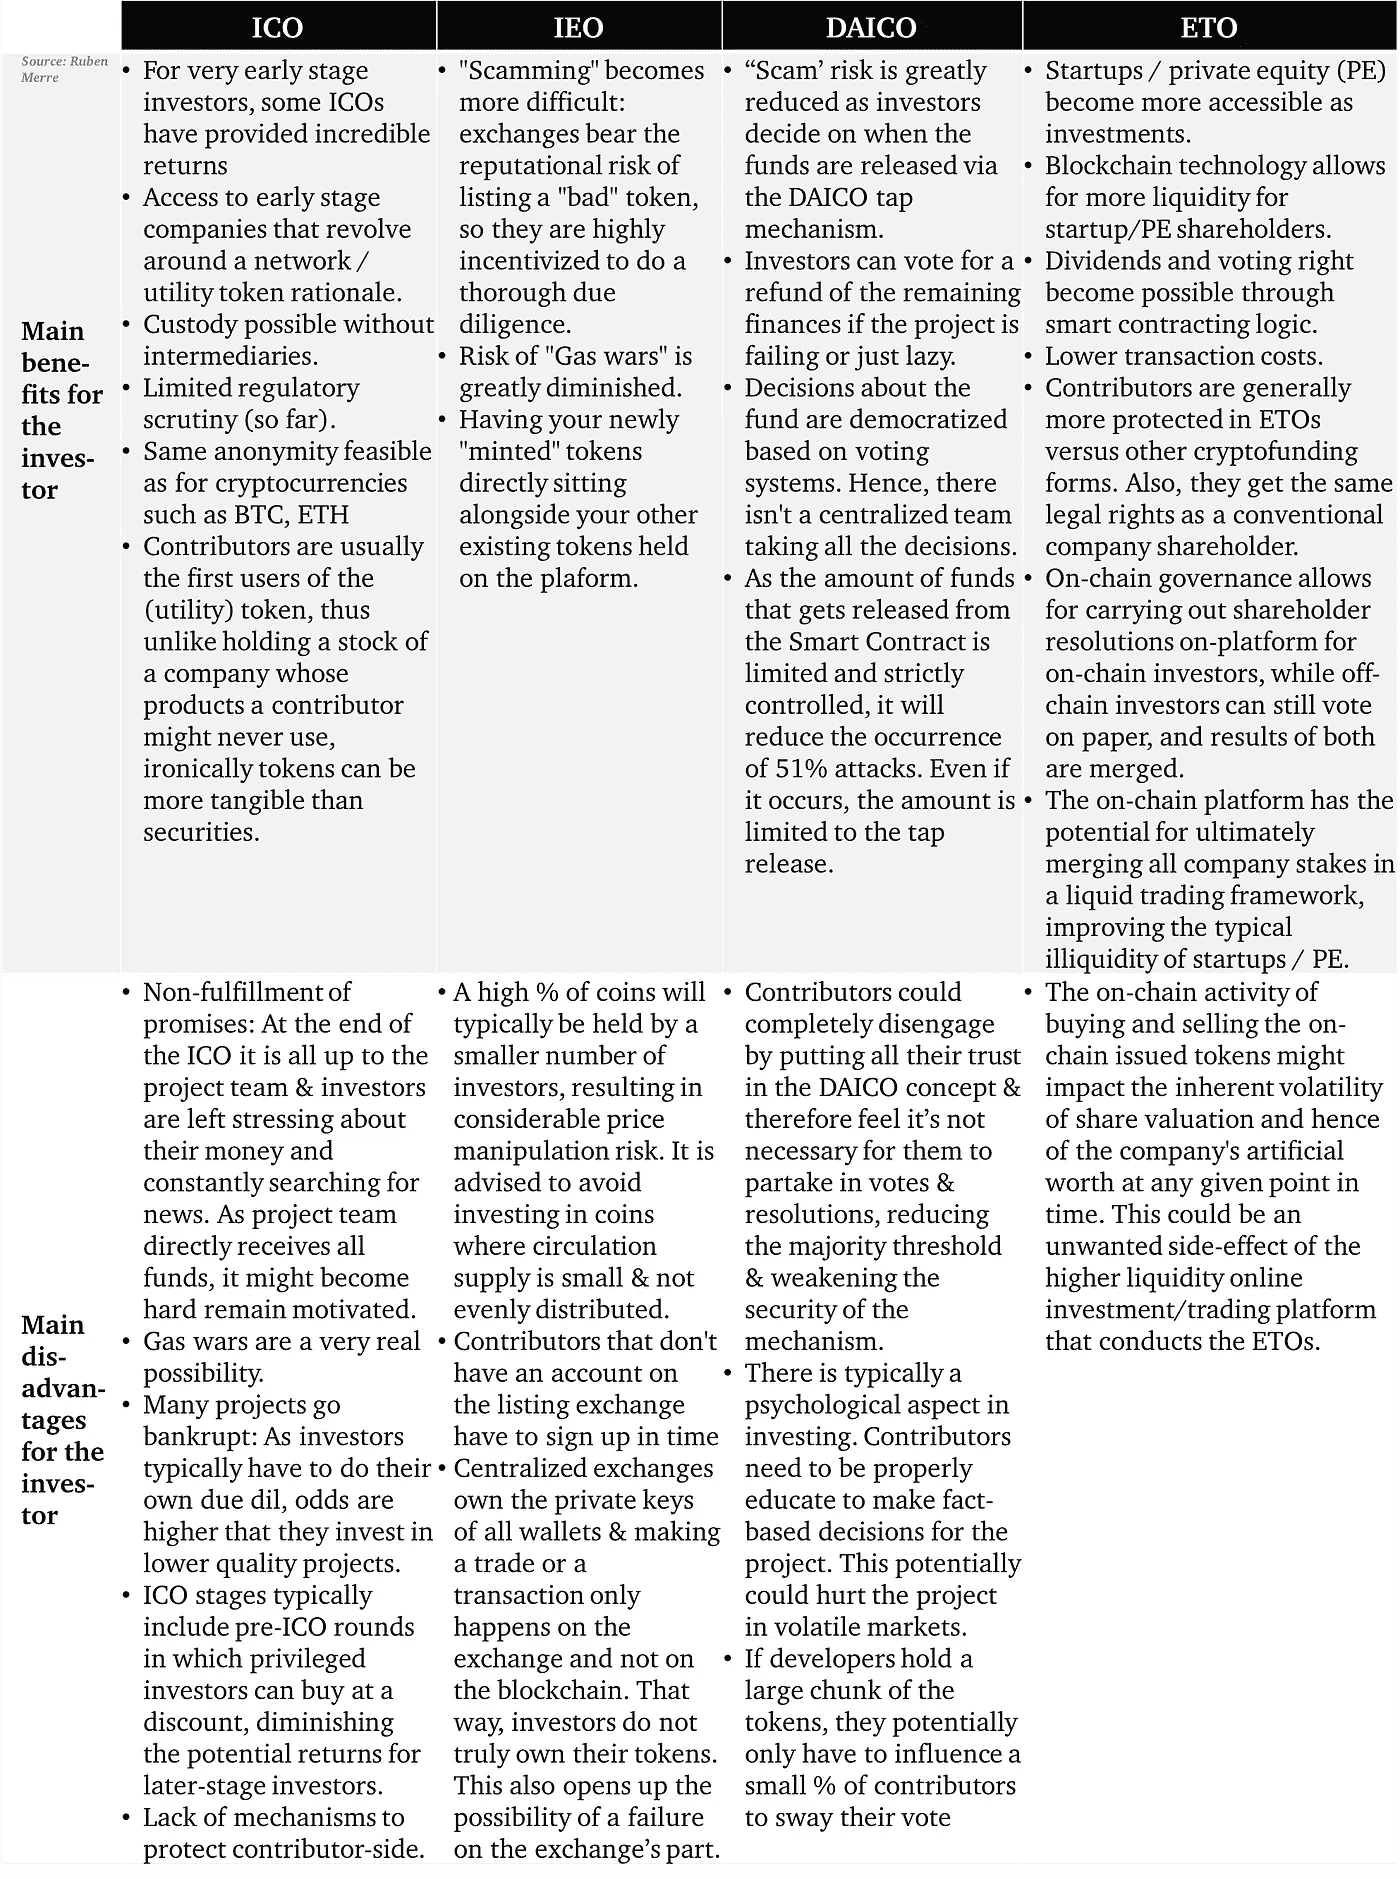 ICO
IEO
DAICO
ETO
Source: Ruben
Merre
Main
bene-
fits for
the
inves-
tor
• For very early stage
investors, some ICOs
have provided incredible
returns
• Access to early stage
companies that revolve
around a network /
utility token rationale.
• Custody possible without
intermediaries.
• Limited regulatory
scrutiny (so far).
• Same anonymity feasible
as for cryptocurrencies
such as BTC, ETH
• Contributors are usually
the first users of the
(utility) token, thus
unlike holding a stock of
a company whose
products a contributor
might never use,
ironically tokens can be
more tangible than
securities.
• "Scamming" becomes
more difficult:
exchanges bear the
reputational risk of
listing a "bad" token,
so they are highly
incentivized to do a
thorough due
diligence.
• Risk of "Gas wars" is
greatly diminished.
• Having your newly
"minted" tokens
directly sitting
alongside your other
existing tokens held
on the plaform.
• “Scam’ risk is greatly
reduced as investors
decide on when the
funds are released via
the DAICO tap
mechanism.
• Investors can vote for a
refund of the remaining
finances if the project is
failing or just lazy.
• Decisions about the
fund are democratized
based on voting
systems. Hence, there
isn't a centralized team
taking all the decisions.
• As the amount of funds
that gets released from
the Smart Contract is
limited and strictly
controlled, it will
reduce the occurrence
of 51% attacks. Even if
it occurs, the amount is
limited to the tap
release.
• Startups / private equity (PE)
become more accessible as
investments.
• Blockchain technology allows
for more liquidity for
startup/PE shareholders.
• Dividends and voting right
become possible through
smart contracting logic.
• Lower transaction costs.
• Contributors are generally
more protected in ETOs
versus other cryptofunding
forms. Also, they get the same
legal rights as a conventional
company shareholder.
• On-chain governance allows
for carrying out shareholder
resolutions on-platform for
on-chain investors, while off-
chain investors can still vote
on paper, and results of both
are merged.
• The on-chain platform has the
potential for ultimately
merging all company stakes in
a liquid trading framework,
improving the typical
illiquidity of startups / PE.
Main
dis-
advan-
tages
for the
inves-
tor
• Non-fulfillment of
promises: At the end of
the ICO it is all up to the
project team & investors
are left stressing about
their money and
constantly searching for
news. As project team
directly receives all
funds, it might become
hard remain motivated.
• Gas wars are a very real
possibility.
• Many projects go
bankrupt: As investors
typically have to do their
own due dil, odds are
higher that they invest in
lower quality projects.
• ICO stages typically
include pre-ICO rounds
in which privileged
investors can buy at a
discount, diminishing
the potential returns for
later-stage investors.
• Lack of mechanisms to
protect contributor-side.
• A high % of coins will
typically be held by a
smaller number of
investors, resulting in
considerable price
manipulation risk. It is
advised to avoid
investing in coins
where circulation
supply is small & not
evenly distributed.
• Contributors that don't
have an account on
the listing exchange
have to sign up in time
• Centralized exchanges
own the private keys
of all wallets & making
a trade or a
transaction only
happens on the
exchange and not on
the blockchain. That
way, investors do not
truly own their tokens.
This also opens up the
possibility of a failure
on the exchange’s part.
• Contributors could
completely disengage
by putting all their trust
in the DAICO concept &
therefore feel it’s not
necessary for them to
partake in votes &
resolutions, reducing
the majority threshold
& weakening the
security of the
mechanism.
• There is typically a
psychological aspect in
investing. Contributors
need to be properly
educate to make fact-
based decisions for the
project. This potentially
could hurt the project
in volatile markets.
• If developers hold a
large chunk of the
tokens, they potentially
only have to influence a
small % of contributors
to sway their vote
• The on-chain activity of
buying and selling the on-
chain issued tokens might
impact the inherent volatility
of share valuation and hence
of the company's artificial
worth at any given point in
time. This could be an
unwanted side-effect of the
higher liquidity online
investment/trading platform
that conducts the ETOs.